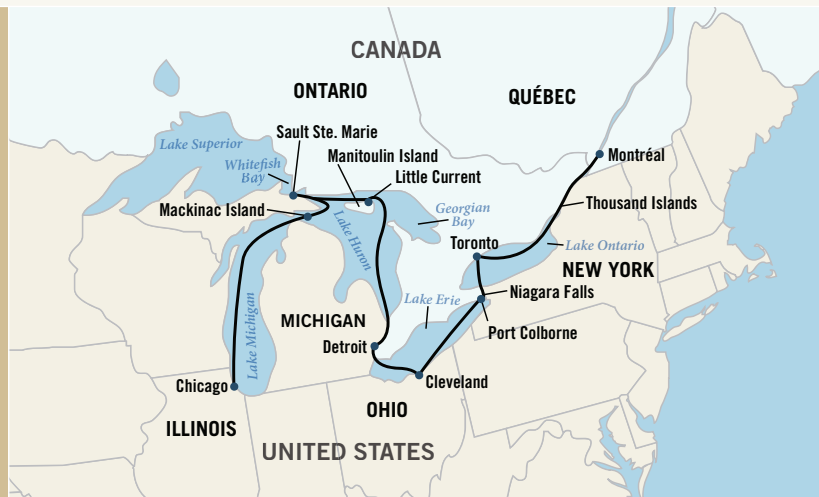 CANADA
ONTARIO
QUÉBEC
Lake Superior
Sault Ste. Marie
Whitefish
Bay
Manitoulin Island
Little Current
Montréal
Mackinac Island
Georgian
Bay
Thousand Islands
Lake Huron
Toronto
Lake Ontario
NEW YORK
Niagara Falls
Lake Erie
Lake Michigan
MICHIGAN
Port Colborne
Detroit
Chicago
Cleveland
OHIO
ILLINOIS
UNITED STATES